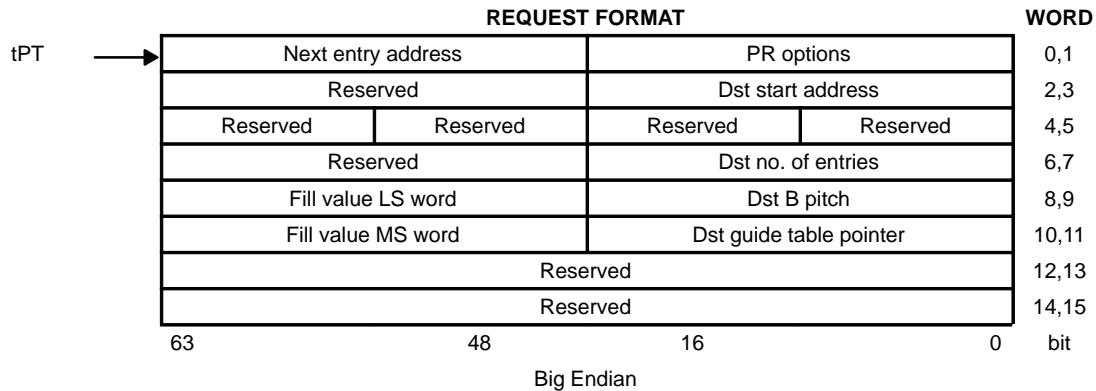 REQUEST FORMAT WORD
tPT Next entry address PR options 0,1
Reserved Dst start address 2,3
Reserved Reserved Reserved Reserved 4,5
Reserved Dst no. of entries 6,7
Fill value LS word Dst B pitch 8,9
Fill value MS word Dst guide table pointer 10,11
Reserved 12,13
Reserved 14,15
63 48 16 0 bit
Big Endian